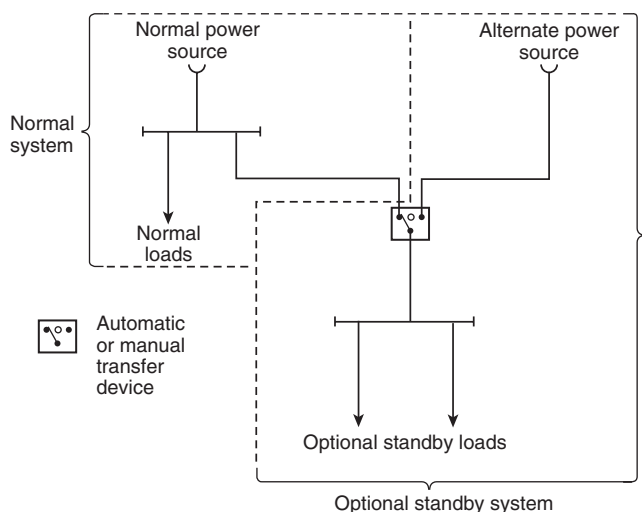 Normal power
source
Alternate power
source
Normal
system
Normal
loads
Automatic
or manual
transfer
device
Optional standby loads
Optional standby system